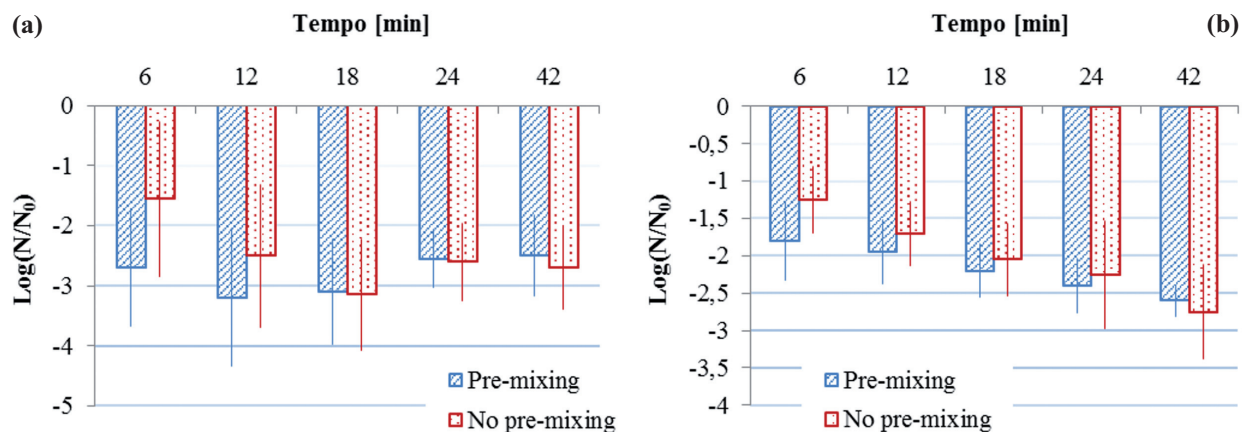 (a)
Tempo [min]
6 12 18 24 42
0
-1
-2
-3
-4
-5
Log(N/N₀)
Pre-mixing
No pre-mixing
(b)
Tempo [min]
6 12 18 24 42
0
-0,5
-1
-1,5
-2
-2,5
-3
-3,5
-4
Log(N/N₀)
Pre-mixing
No pre-mixing